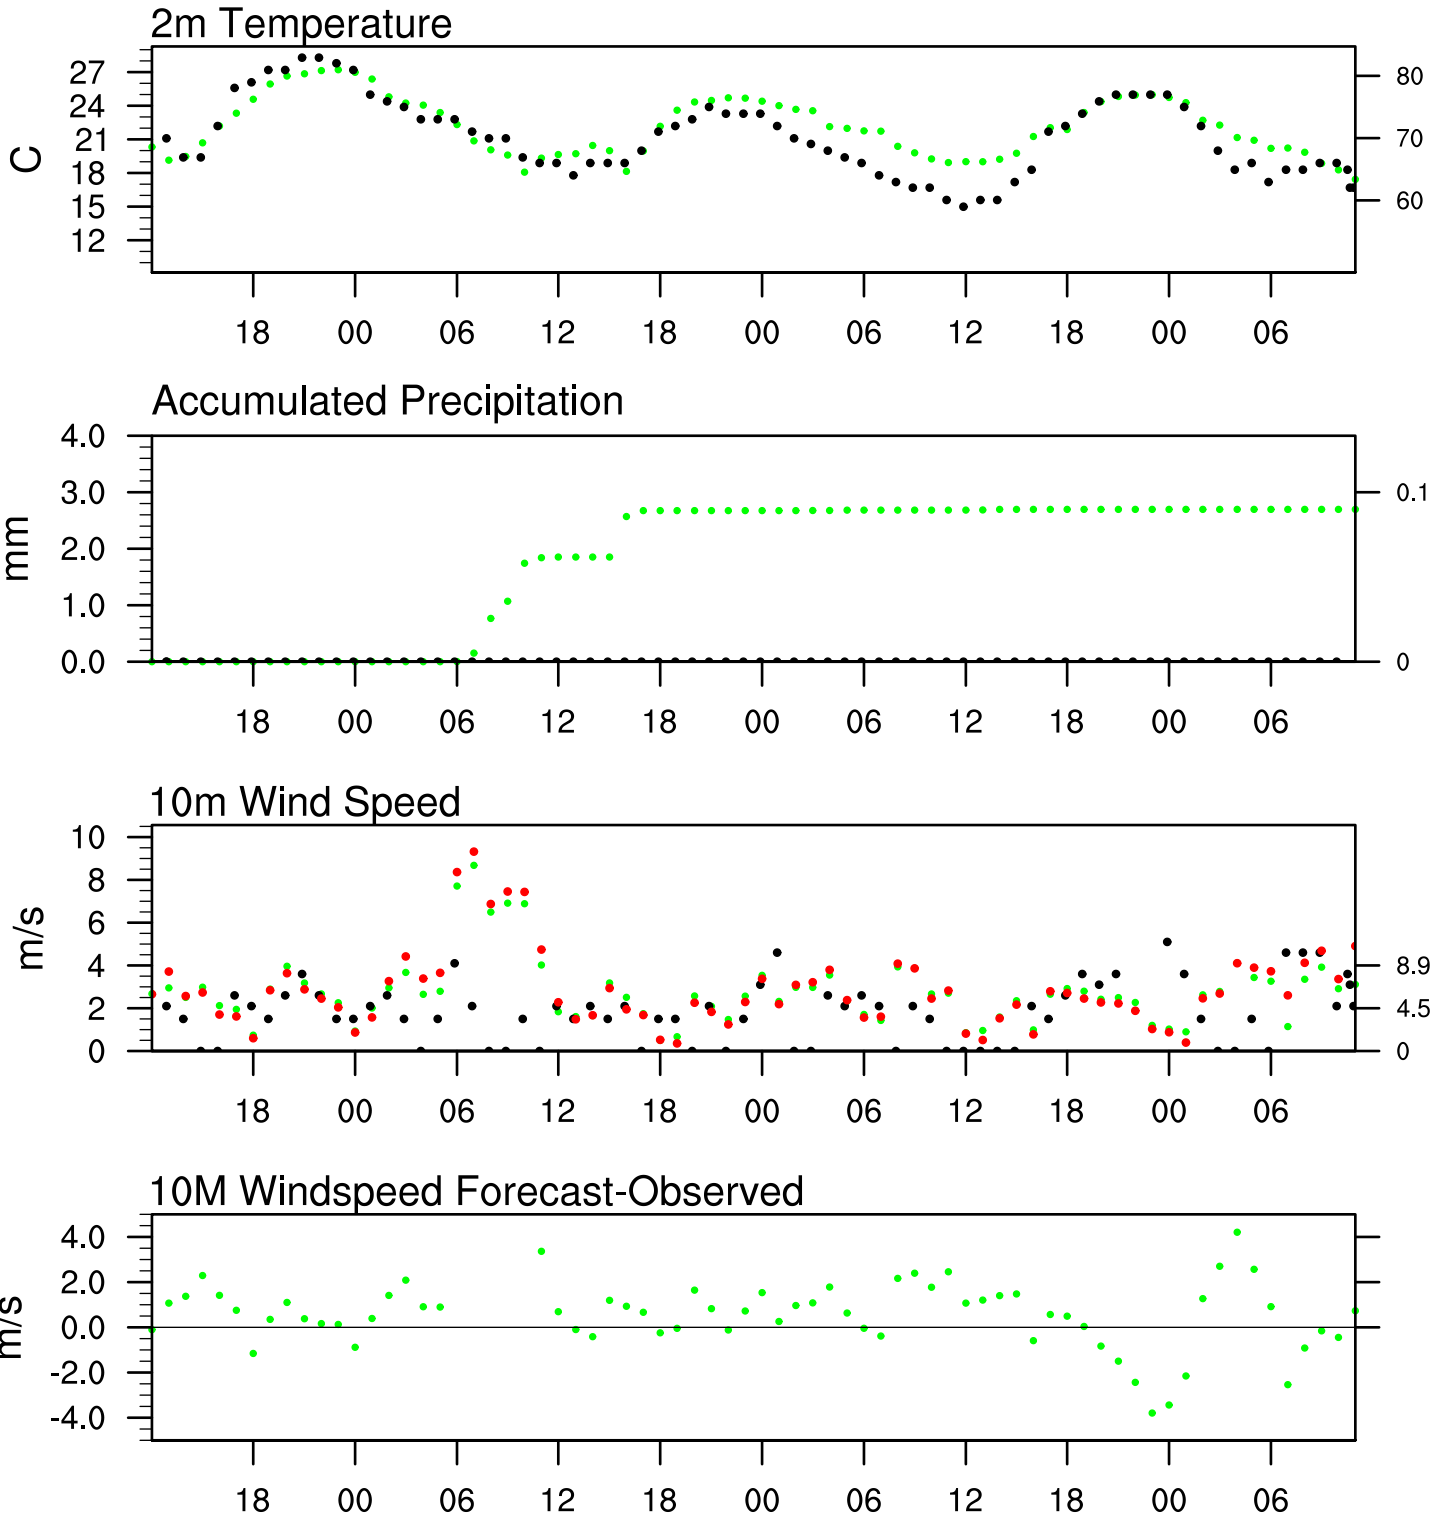 2m Temperature
27
24
21
18
15
12
C
80
70
60
18 00 06 12 18 00 06 12 18 00 06
Accumulated Precipitation
4.0
3.0
2.0
1.0
0.0
mm
0.1
0
18 00 06 12 18 00 06 12 18 00 06
10m Wind Speed
10
8
6
4
2
0
m/s
8.9
4.5
0
18 00 06 12 18 00 06 12 18 00 06
10M Windspeed Forecast-Observed
4.0
2.0
0.0
-2.0
-4.0
m/s
18 00 06 12 18 00 06 12 18 00 06